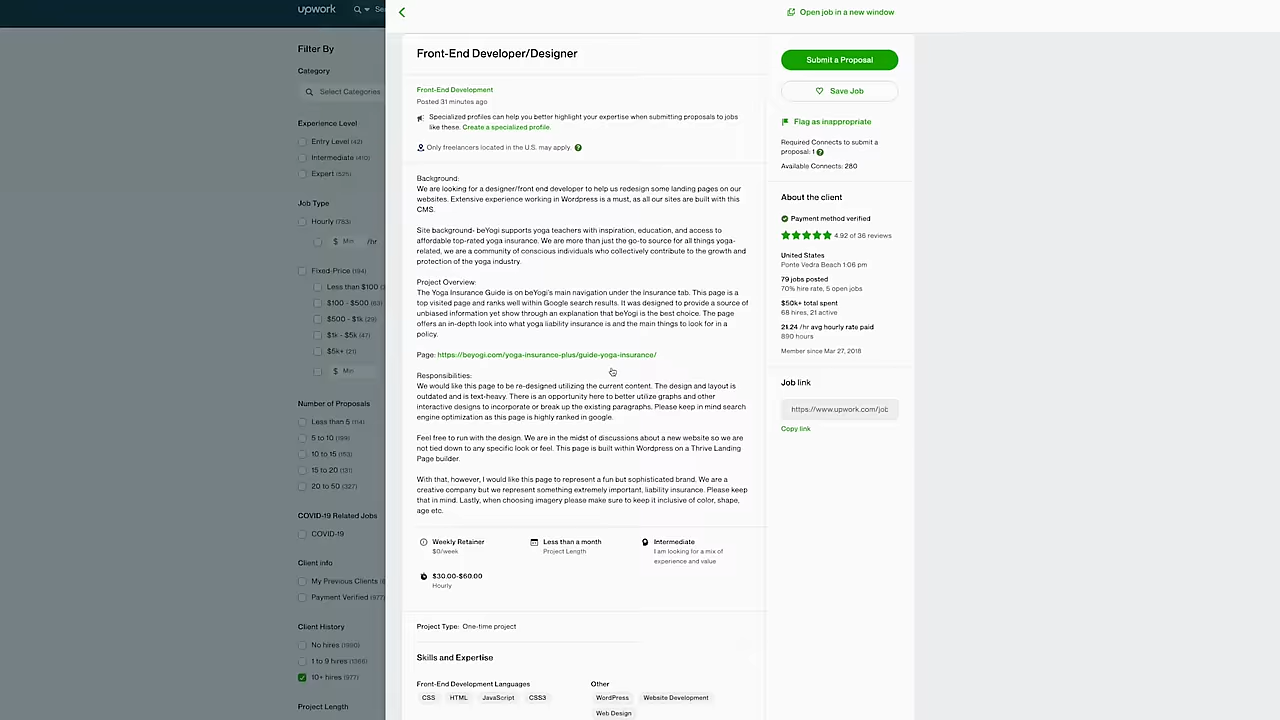 upwork
Open job in a new window
Filter By
Category
Select Categories
Experience Level
Entry Level (42)
Intermediate (410)
Expert (525)
Job Type
Hourly (783)
$ Min /hr
Fixed-Price (194)
Less than $100
$100 - $500 (63)
$500 - $1k (29)
$1k - $5k (47)
$5k+ (21)
$ Min
Number of Proposals
Less than 5 (114)
5 to 10 (199)
10 to 15 (153)
15 to 20 (131)
20 to 50 (327)
COVID-19 Related Jobs
COVID-19
Client info
My Previous Clients
Payment Verified (977)
Client History
No hires (1990)
1 to 9 hires (1366)
10+ hires (977)
Project Length
Front-End Developer/Designer
Front-End Development
Posted 31 minutes ago
Specialized profiles can help you better highlight your expertise when submitting proposals to jobs
like these. Create a specialized profile.
Only freelancers located in the U.S. may apply.
Background:
We are looking for a designer/front end developer to help us redesign some landing pages on our
websites. Extensive experience working in Wordpress is a must, as all our sites are built with this
CMS.
Site background- beYogi supports yoga teachers with inspiration, education, and access to
affordable top-rated yoga insurance. We are more than just the go-to source for all things yoga-
related, we are a community of conscious individuals who collectively contribute to the growth and
protection of the yoga industry.
Project Overview:
The Yoga Insurance Guide is on beYogi's main navigation under the insurance tab. This page is a
top visited page and ranks well within Google search results. It was designed to provide a source of
unbiased information yet show through an explanation that beYogi is the best choice. The page
offers an in-depth look into what yoga liability insurance is and the main things to look for in a
policy.
Page: https://beyogi.com/yoga-insurance-plus/guide-yoga-insurance/
Responsibilities:
We would like this page to be re-designed utilizing the current content. The design and layout is
outdated and is text-heavy. There is an opportunity here to better utilize graphs and other
interactive designs to incorporate or break up the existing paragraphs. Please keep in mind search
engine optimization as this page is highly ranked in google.
Feel free to run with the design. We are in the midst of discussions about a new website so we are
not tied down to any specific look or feel. This page is built within Wordpress on a Thrive Landing
Page builder.
With that, however, I would like this page to represent a fun but sophisticated brand. We are a
creative company but we represent something extremely important, liability insurance. Please keep
that in mind. Lastly, when choosing imagery please make sure to keep it inclusive of color, shape,
age etc.
Weekly Retainer
$0/week
Less than a month
Project Length
Intermediate
I am looking for a mix of
experience and value
$30.00-$60.00
Hourly
Project Type: One-time project
Skills and Expertise
Front-End Development Languages
CSS HTML JavaScript CSS3
Other
WordPress Website Development
Web Design
Submit a Proposal
Save Job
Flag as inappropriate
Required Connects to submit a
proposal: 1
Available Connects: 280
About the client
Payment method verified
4.92 of 36 reviews
United States
Ponte Vedra Beach 1:06 pm
79 jobs posted
70% hire rate, 5 open jobs
$50k+ total spent
68 hires, 21 active
21.24 /hr avg hourly rate paid
890 hours
Member since Mar 27, 2018
Job link
https://www.upwork.com/job
Copy link